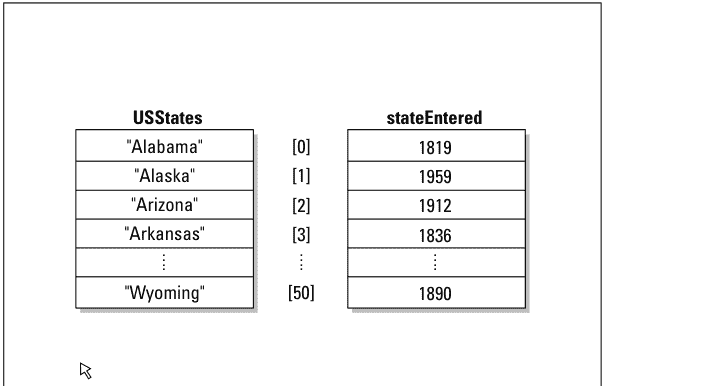 USStates stateEntered
"Alabama" [0] 1819
"Alaska" [1] 1959
"Arizona" [2] 1912
"Arkansas" [3] 1836
⋮ ⋮ ⋮
"Wyoming" [50] 1890